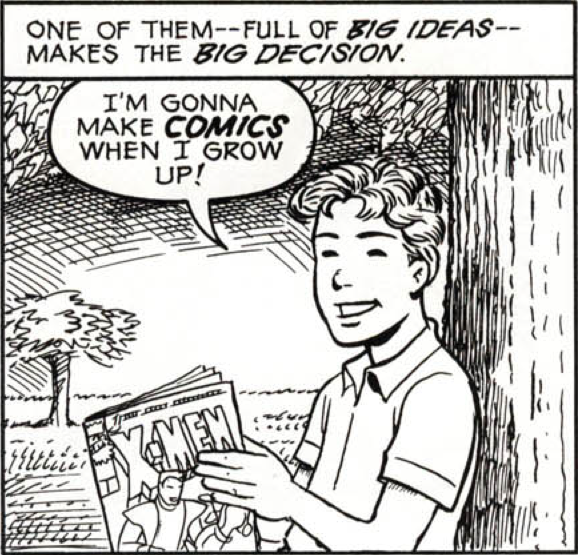 ONE OF THEM--FULL OF BIG IDEAS--
MAKES THE BIG DECISION.
I'M GONNA
MAKE COMICS
WHEN I GROW
UP!
X-MEN